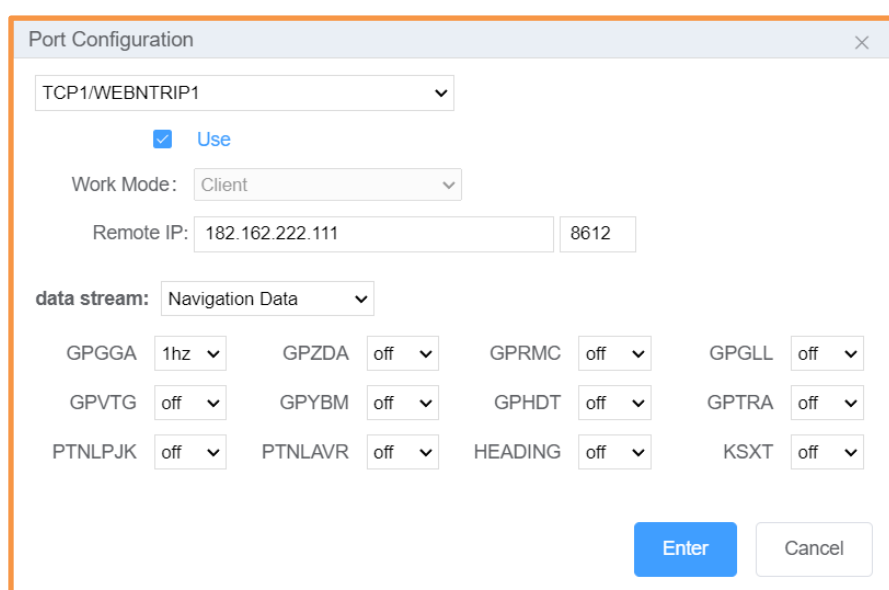 Port Configuration
TCP1/WEBNTRIP1
Use
Work Mode: Client
Remote IP: 182.162.222.111 8612
data stream: Navigation Data
GPGGA 1hz GPZDA off GPRMC off GPGLL off
GPVTG off GPYBM off GPHDT off GPTRA off
PTNLPJK off PTNLAVR off HEADING off KSXT off
Enter Cancel